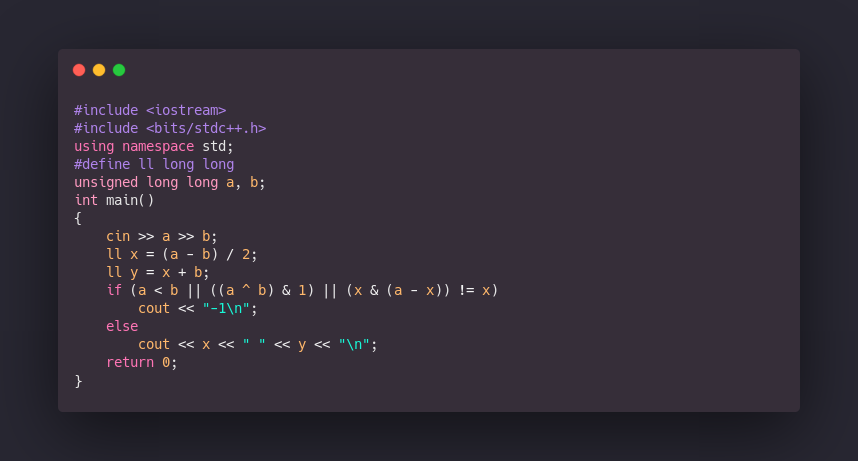 #include <iostream>
#include <bits/stdc++.h>
using namespace std;
#define ll long long
unsigned long long a, b;
int main()
{
    cin >> a >> b;
    ll x = (a - b) / 2;
    ll y = x + b;
    if (a < b || ((a ^ b) & 1) || (x & (a - x)) != x)
        cout << "-1\n";
    else
        cout << x << " " << y << "\n";
    return 0;
}